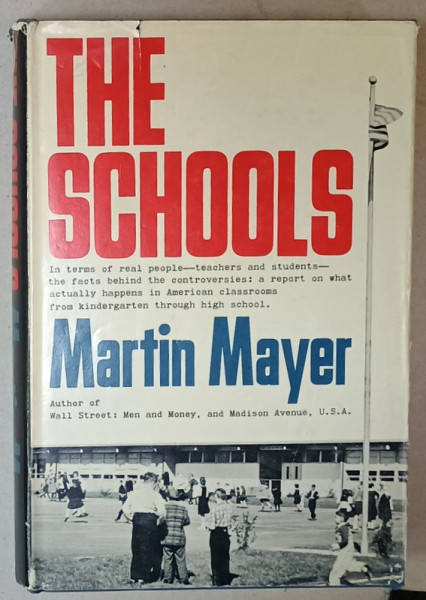 THE
SCHOOLS
In terms of real people—teachers and students—
the facts behind the controversies: a report on what
actually happens in American classrooms
from kindergarten through high school.
Martin Mayer
Author of
Wall Street: Men and Money, and Madison Avenue, U.S.A.